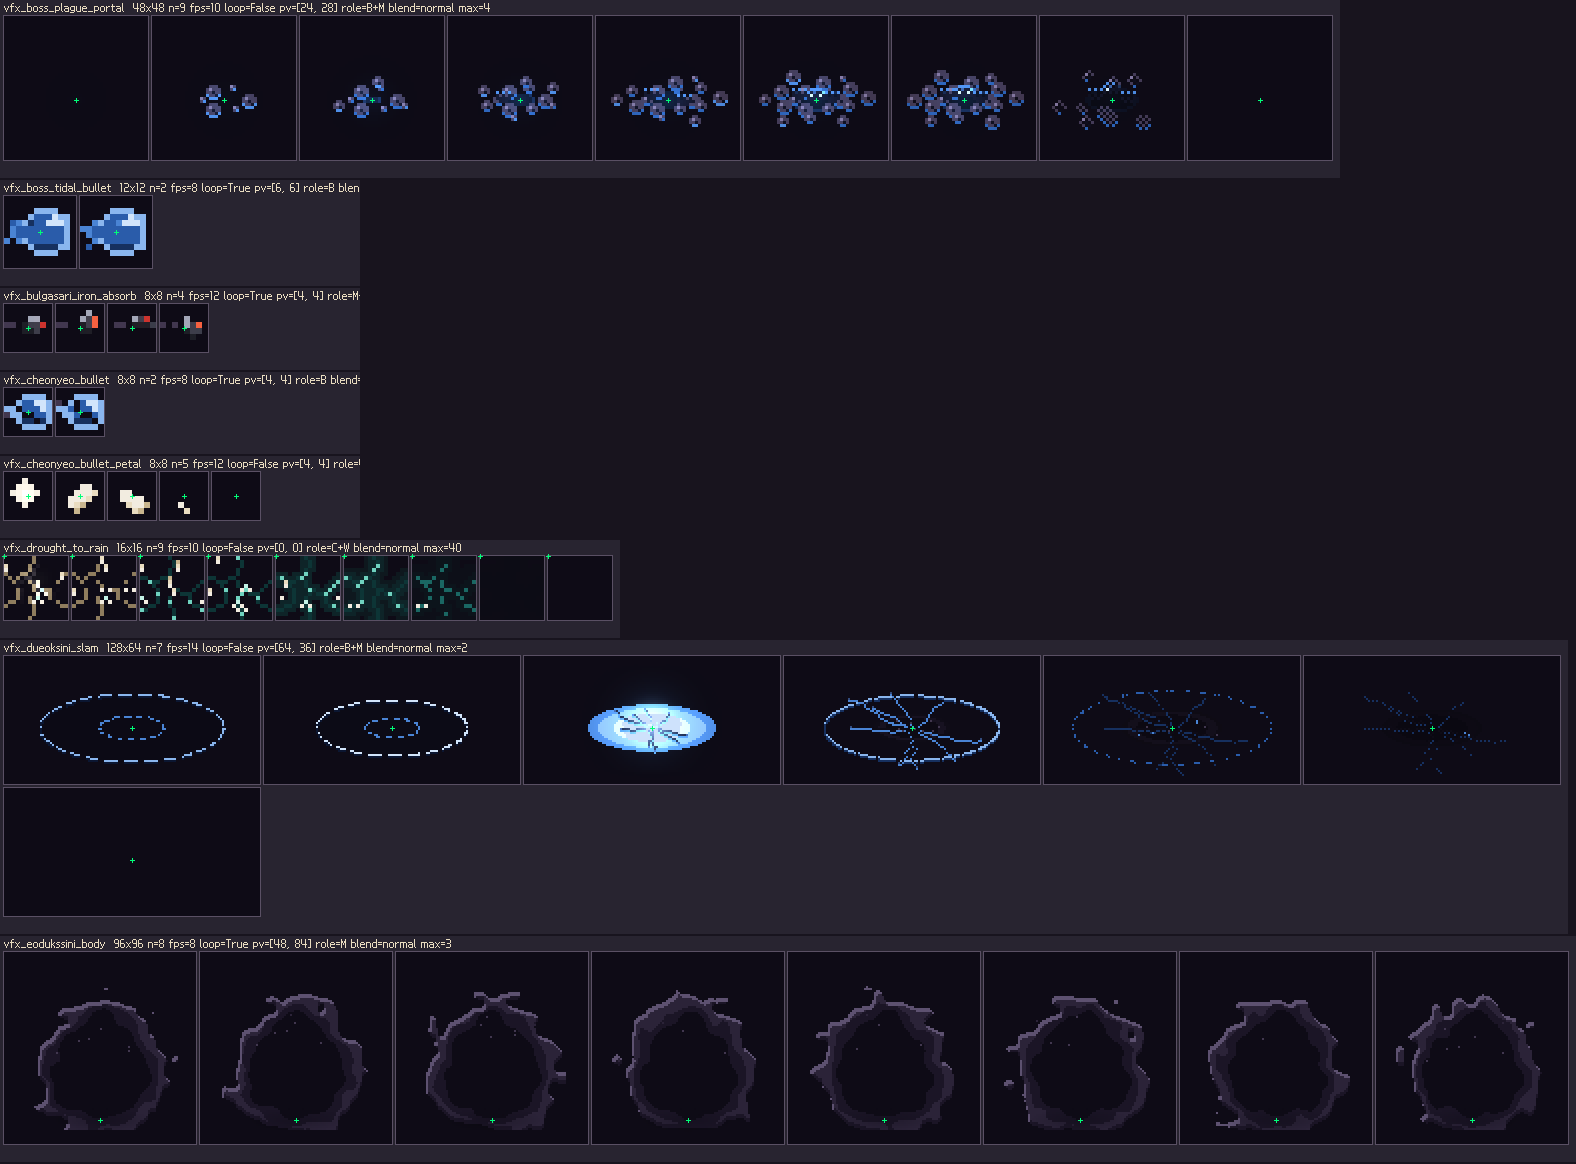 vfx_boss_plague_portal 48x48 n=9 fps=10 loop=False pv=[24, 28] role=B+M blend=normal max=4
vfx_boss_tidal_bullet 12x12 n=2 fps=8 loop=True pv=[6, 6] role=B blen
vfx_bulgasari_iron_absorb 8x8 n=4 fps=12 loop=True pv=[4, 4] role=M
vfx_cheonyeo_bullet 8x8 n=2 fps=8 loop=True pv=[4, 4] role=B blend=
vfx_cheonyeo_bullet_petal 8x8 n=5 fps=12 loop=False pv=[4, 4] role=
vfx_drought_to_rain 16x16 n=9 fps=10 loop=False pv=[0, 0] role=C+W blend=normal max=40
vfx_dueoksini_slam 128x64 n=7 fps=14 loop=False pv=[64, 36] role=B+M blend=normal max=2
vfx_eodukssini_body 96x96 n=8 fps=8 loop=True pv=[48, 84] role=M blend=normal max=3